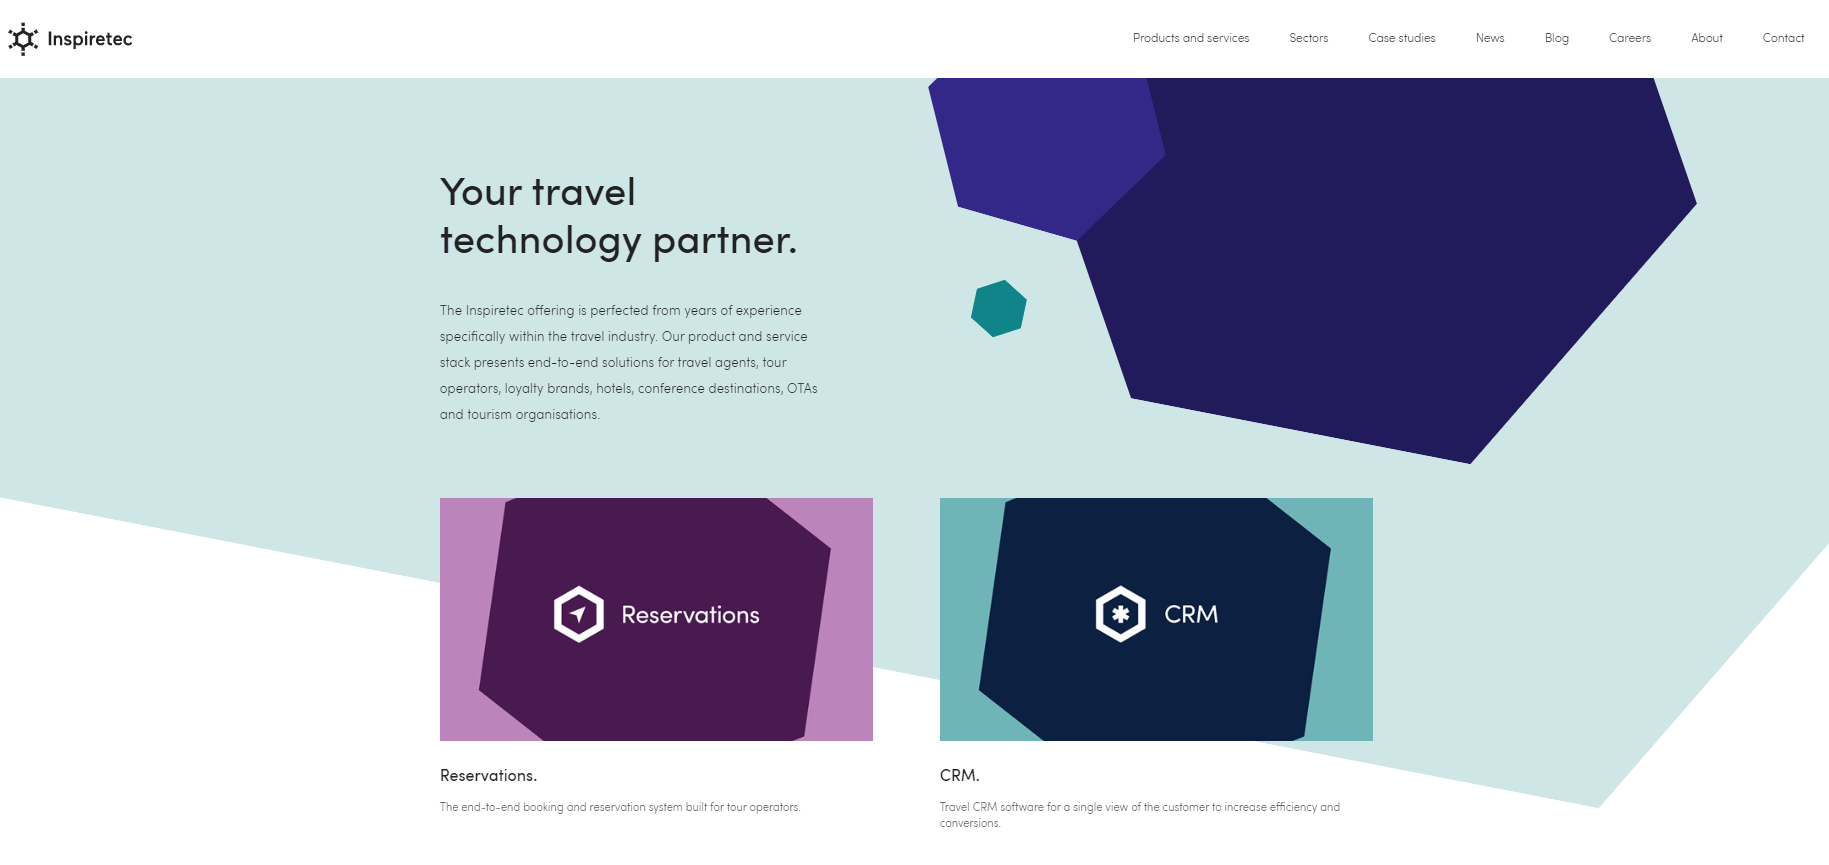 Inspiretec
Products and services Sectors Case studies News Blog Careers About Contact
Your travel
technology partner.
The Inspiretec offering is perfected from years of experience
specifically within the travel industry. Our product and service
stack presents end-to-end solutions for travel agents, tour
operators, loyalty brands, hotels, conference destinations, OTAs
and tourism organisations.
Reservations
CRM
Reservations.
The end-to-end booking and reservation system built for tour operators.
CRM.
Travel CRM software for a single view of the customer to increase efficiency and
conversions.